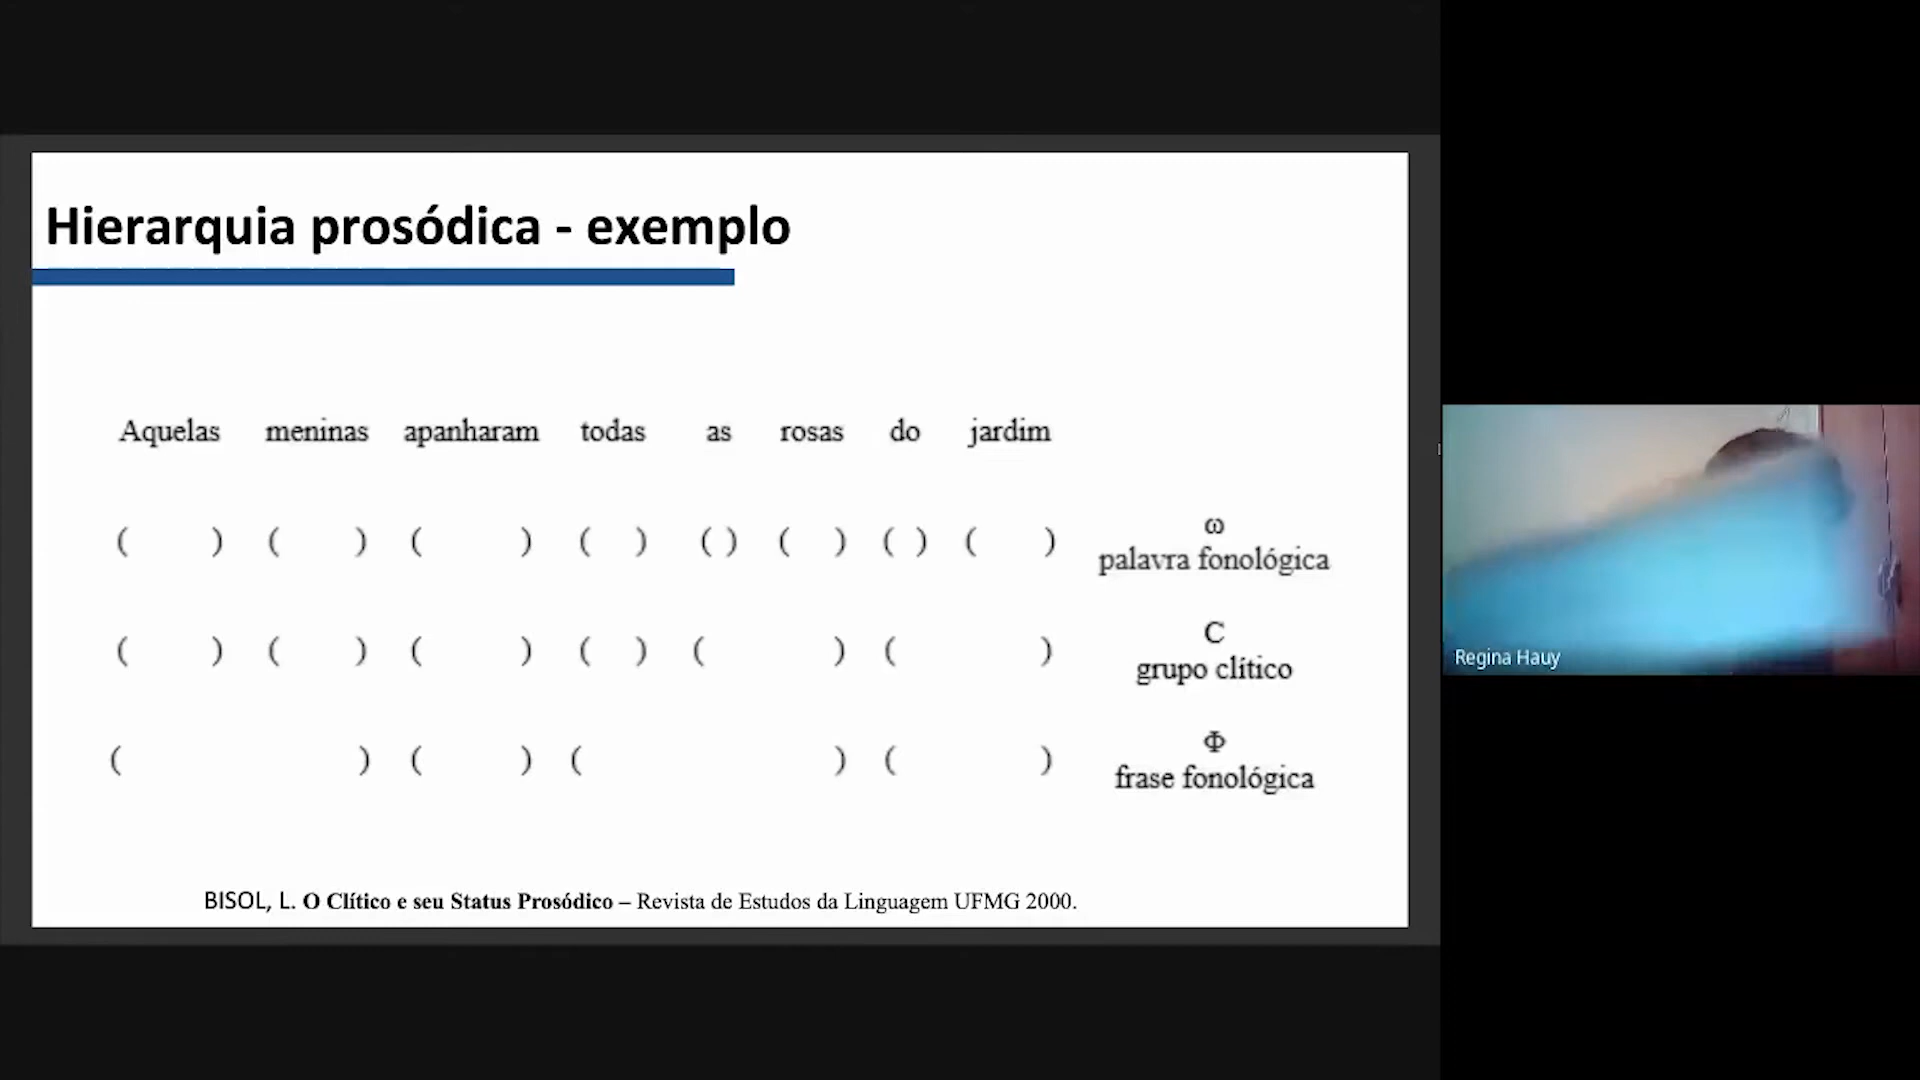 Hierarquia prosódica - exemplo
Aquelas meninas apanharam todas as rosas do jardim
( ) ( ) ( ) ( ) ( ) ( ) ( ) ( ) ω
palavra fonológica
( ) ( ) ( ) ( ) ( ) ( ) C
grupo clítico
( ) ( ) ( ) ( ) Φ
frase fonológica
BISOL, L. O Clítico e seu Status Prosódico – Revista de Estudos da Linguagem UFMG 2000.
Regina Hauy